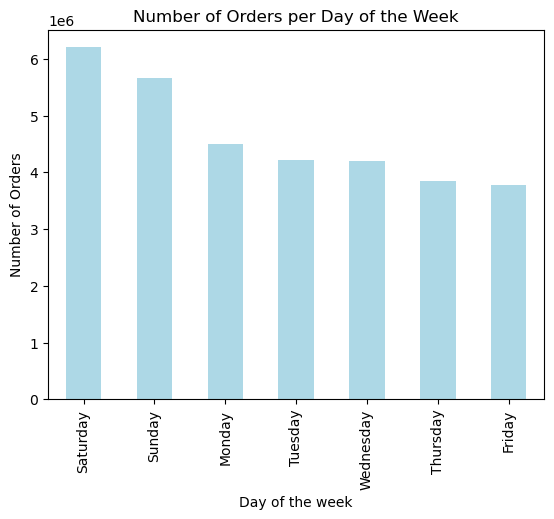 Number of Orders per Day of the Week
1e6
6
5
4
3
2
1
0
Number of Orders
Saturday
Sunday
Monday
Tuesday
Wednesday
Thursday
Friday
Day of the week